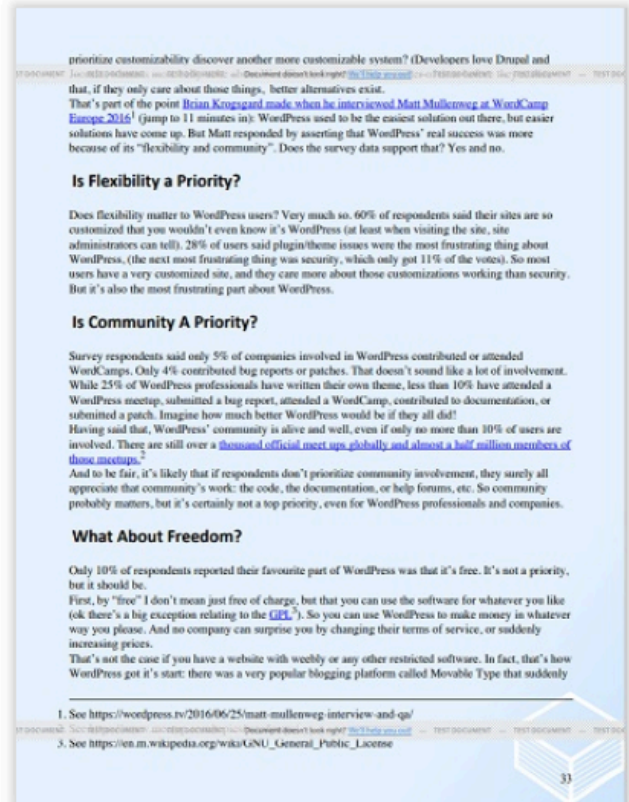 prioritize customizability discover another more customizable system? (Developers love Drupal and
Document doesn't look right? We'll help you out! TEST DOCUMENT
that, if they only care about those things, better alternatives exist.
That's part of the point Brian Krogsgard made when he interviewed Matt Mullenweg at WordCamp
Europe 2016¹ (jump to 11 minutes in): WordPress used to be the easiest solution out there, but easier
solutions have come up. But Matt responded by asserting that WordPress' real success was more
because of its "flexibility and community". Does the survey data support that? Yes and no.
Is Flexibility a Priority?
Does flexibility matter to WordPress users? Very much so. 60% of respondents said their sites are so
customized that you wouldn't even know it's WordPress (at least when visiting the site, site
administrators can tell). 28% of users said plugin/theme issues were the most frustrating thing about
WordPress, (the next most frustrating thing was security, which only got 11% of the votes). So most
users have a very customized site, and they care more about those customizations working than security.
But it's also the most frustrating part about WordPress.
Is Community A Priority?
Survey respondents said only 5% of companies involved in WordPress contributed or attended
WordCamps. Only 4% contributed bug reports or patches. That doesn't sound like a lot of involvement.
While 25% of WordPress professionals have written their own theme, less than 10% have attended a
WordPress meetup, submitted a bug report, attended a WordCamp, contributed to documentation, or
submitted a patch. Imagine how much better WordPress would be if they all did!
Having said that, WordPress' community is alive and well, even if only no more than 10% of users are
involved. There are still over a thousand official meet ups globally and almost a half million members of
those meetups.²
And to be fair, it's likely that if respondents don't prioritize community involvement, they surely all
appreciate that community's work: the code, the documentation, or help forums, etc. So community
probably matters, but it's certainly not a top priority, even for WordPress professionals and companies.
What About Freedom?
Only 10% of respondents reported their favourite part of WordPress was that it's free. It's not a priority,
but it should be.
First, by "free" I don't mean just free of charge, but that you can use the software for whatever you like
(ok there's a big exception relating to the GPL³). So you can use WordPress to make money in whatever
way you please. And no company can surprise you by changing their terms of service, or suddenly
increasing prices.
That's not the case if you have a website with weebly or any other restricted software. In fact, that's how
WordPress got it's start: there was a very popular blogging platform called Movable Type that suddenly
1. See https://wordpress.tv/2016/06/25/matt-mullenweg-interview-and-qa/
Document doesn't look right? We'll help you out! TEST DOCUMENT
3. See https://en.m.wikipedia.org/wiki/GNU_General_Public_License
33